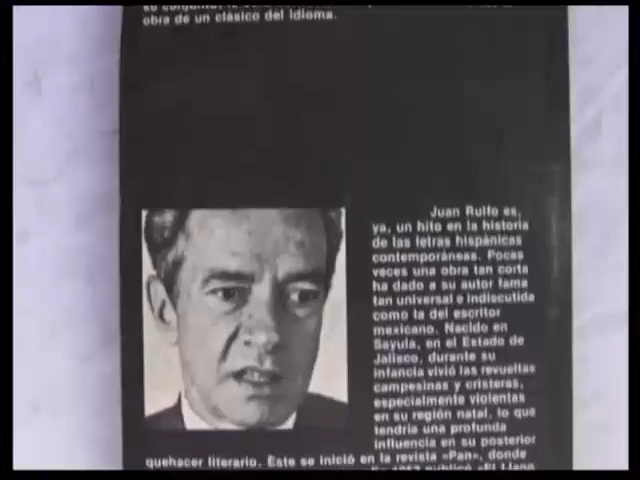 obra de un clásico del Idioma.
Juan Rulfo es,
ya, un hito en la historia
de las letras hispánicas
contemporáneas. Pocas
veces una obra tan corta
ha dado a su autor fama
tan universal e indiscutida
como la del escritor
mexicano. Nacido en
Sayula, en el Estado de
Jalisco, durante su
infancia vivió las revueltas
campesinas y cristeras,
especialmente violentas
en su región natal, lo que
tendría una profunda
influencia en su posterior
quehacer literario. Éste se inició en la revista «Pan», donde
publicó «El Llano